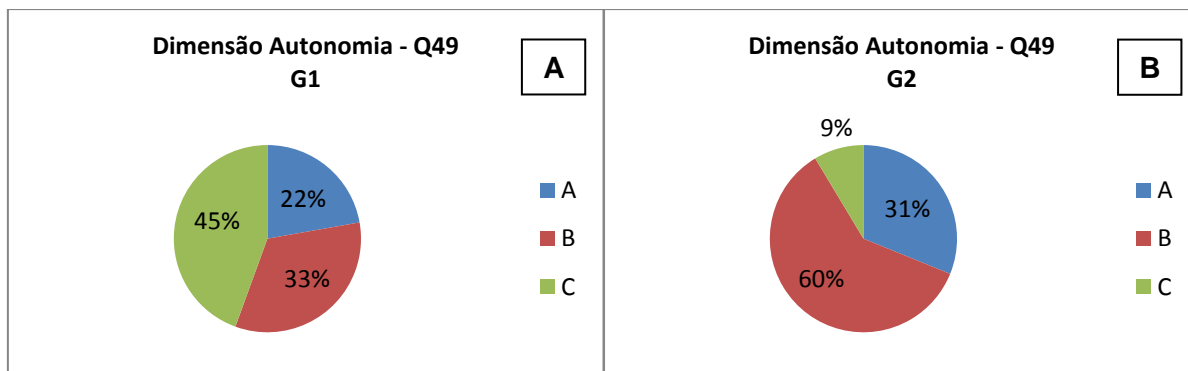 Dimensão Autonomia - Q49
G1
A
22%
45%
33%
A
B
C
Dimensão Autonomia - Q49
G2
B
9%
31%
60%
A
B
C